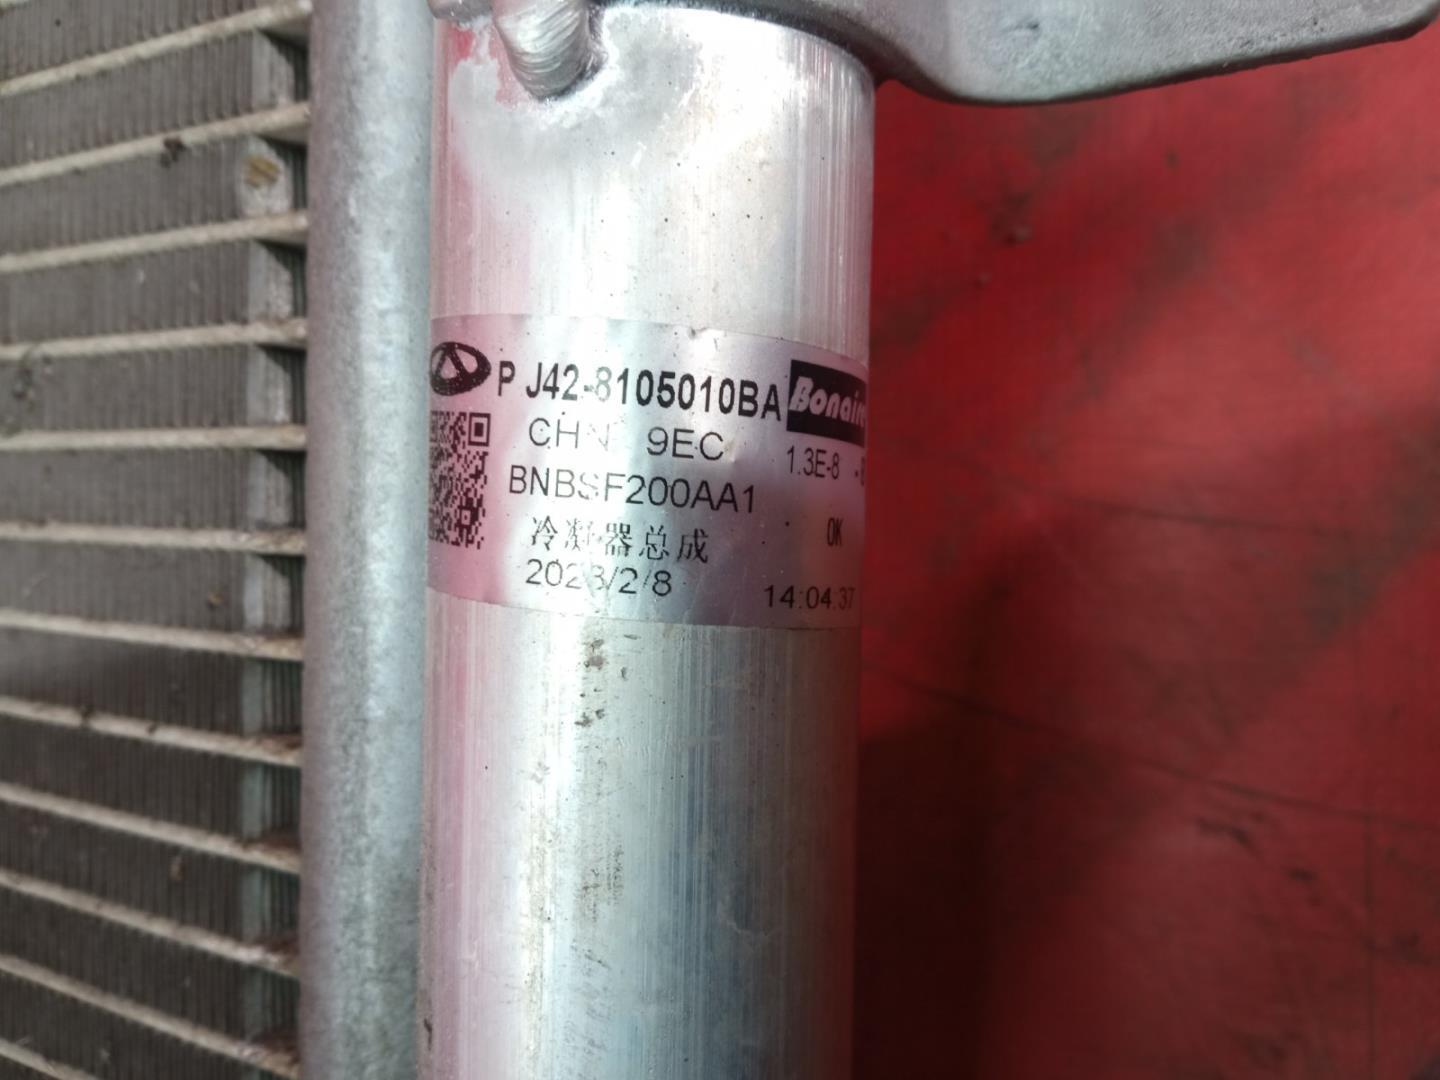 P J42-8105010BA Bonaire
CHN 9EC 1.3E-8
BNBSF200AA1
冷凝器总成 OK
2023/2/8 14:04:37